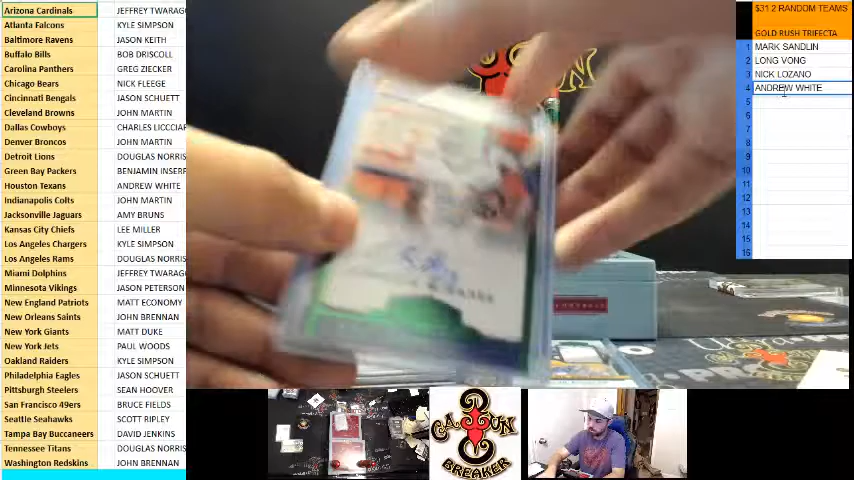 Arizona Cardinals JEFFREY TWARAG
Atlanta Falcons KYLE SIMPSON
Baltimore Ravens JASON KEITH
Buffalo Bills BOB DRISCOLL
Carolina Panthers GREG ZIECKER
Chicago Bears NICK FLEEGE
Cincinnati Bengals JASON SCHUETT
Cleveland Browns JOHN MARTIN
Dallas Cowboys CHARLES LICCCIAR
Denver Broncos JOHN MARTIN
Detroit Lions DOUGLAS NORRIS
Green Bay Packers BENJAMIN INSERR
Houston Texans ANDREW WHITE
Indianapolis Colts JOHN MARTIN
Jacksonville Jaguars AMY BRUNS
Kansas City Chiefs LEE MILLER
Los Angeles Chargers KYLE SIMPSON
Los Angeles Rams DOUGLAS NORRIS
Miami Dolphins JEFFREY TWARAG
Minnesota Vikings JASON PETERSON
New England Patriots MATT ECONOMY
New Orleans Saints JOHN BRENNAN
New York Giants MATT DUKE
New York Jets PAUL WOODS
Oakland Raiders KYLE SIMPSON
Philadelphia Eagles JASON SCHUETT
Pittsburgh Steelers SEAN HOOVER
San Francisco 49ers BRUCE FIELDS
Seattle Seahawks SCOTT RIPLEY
Tampa Bay Buccaneers DAVID JENKINS
Tennessee Titans DOUGLAS NORRIS
Washington Redskins JOHN BRENNAN
$31 2 RANDOM TEAMS
GOLD RUSH TRIFECTA
1 MARK SANDLIN
2 LONG VONG
3 NICK LOZANO
4 ANDREW WHITE
5
6
7
8
9
10
11
12
13
14
15
16
CAJUN
BREAKER